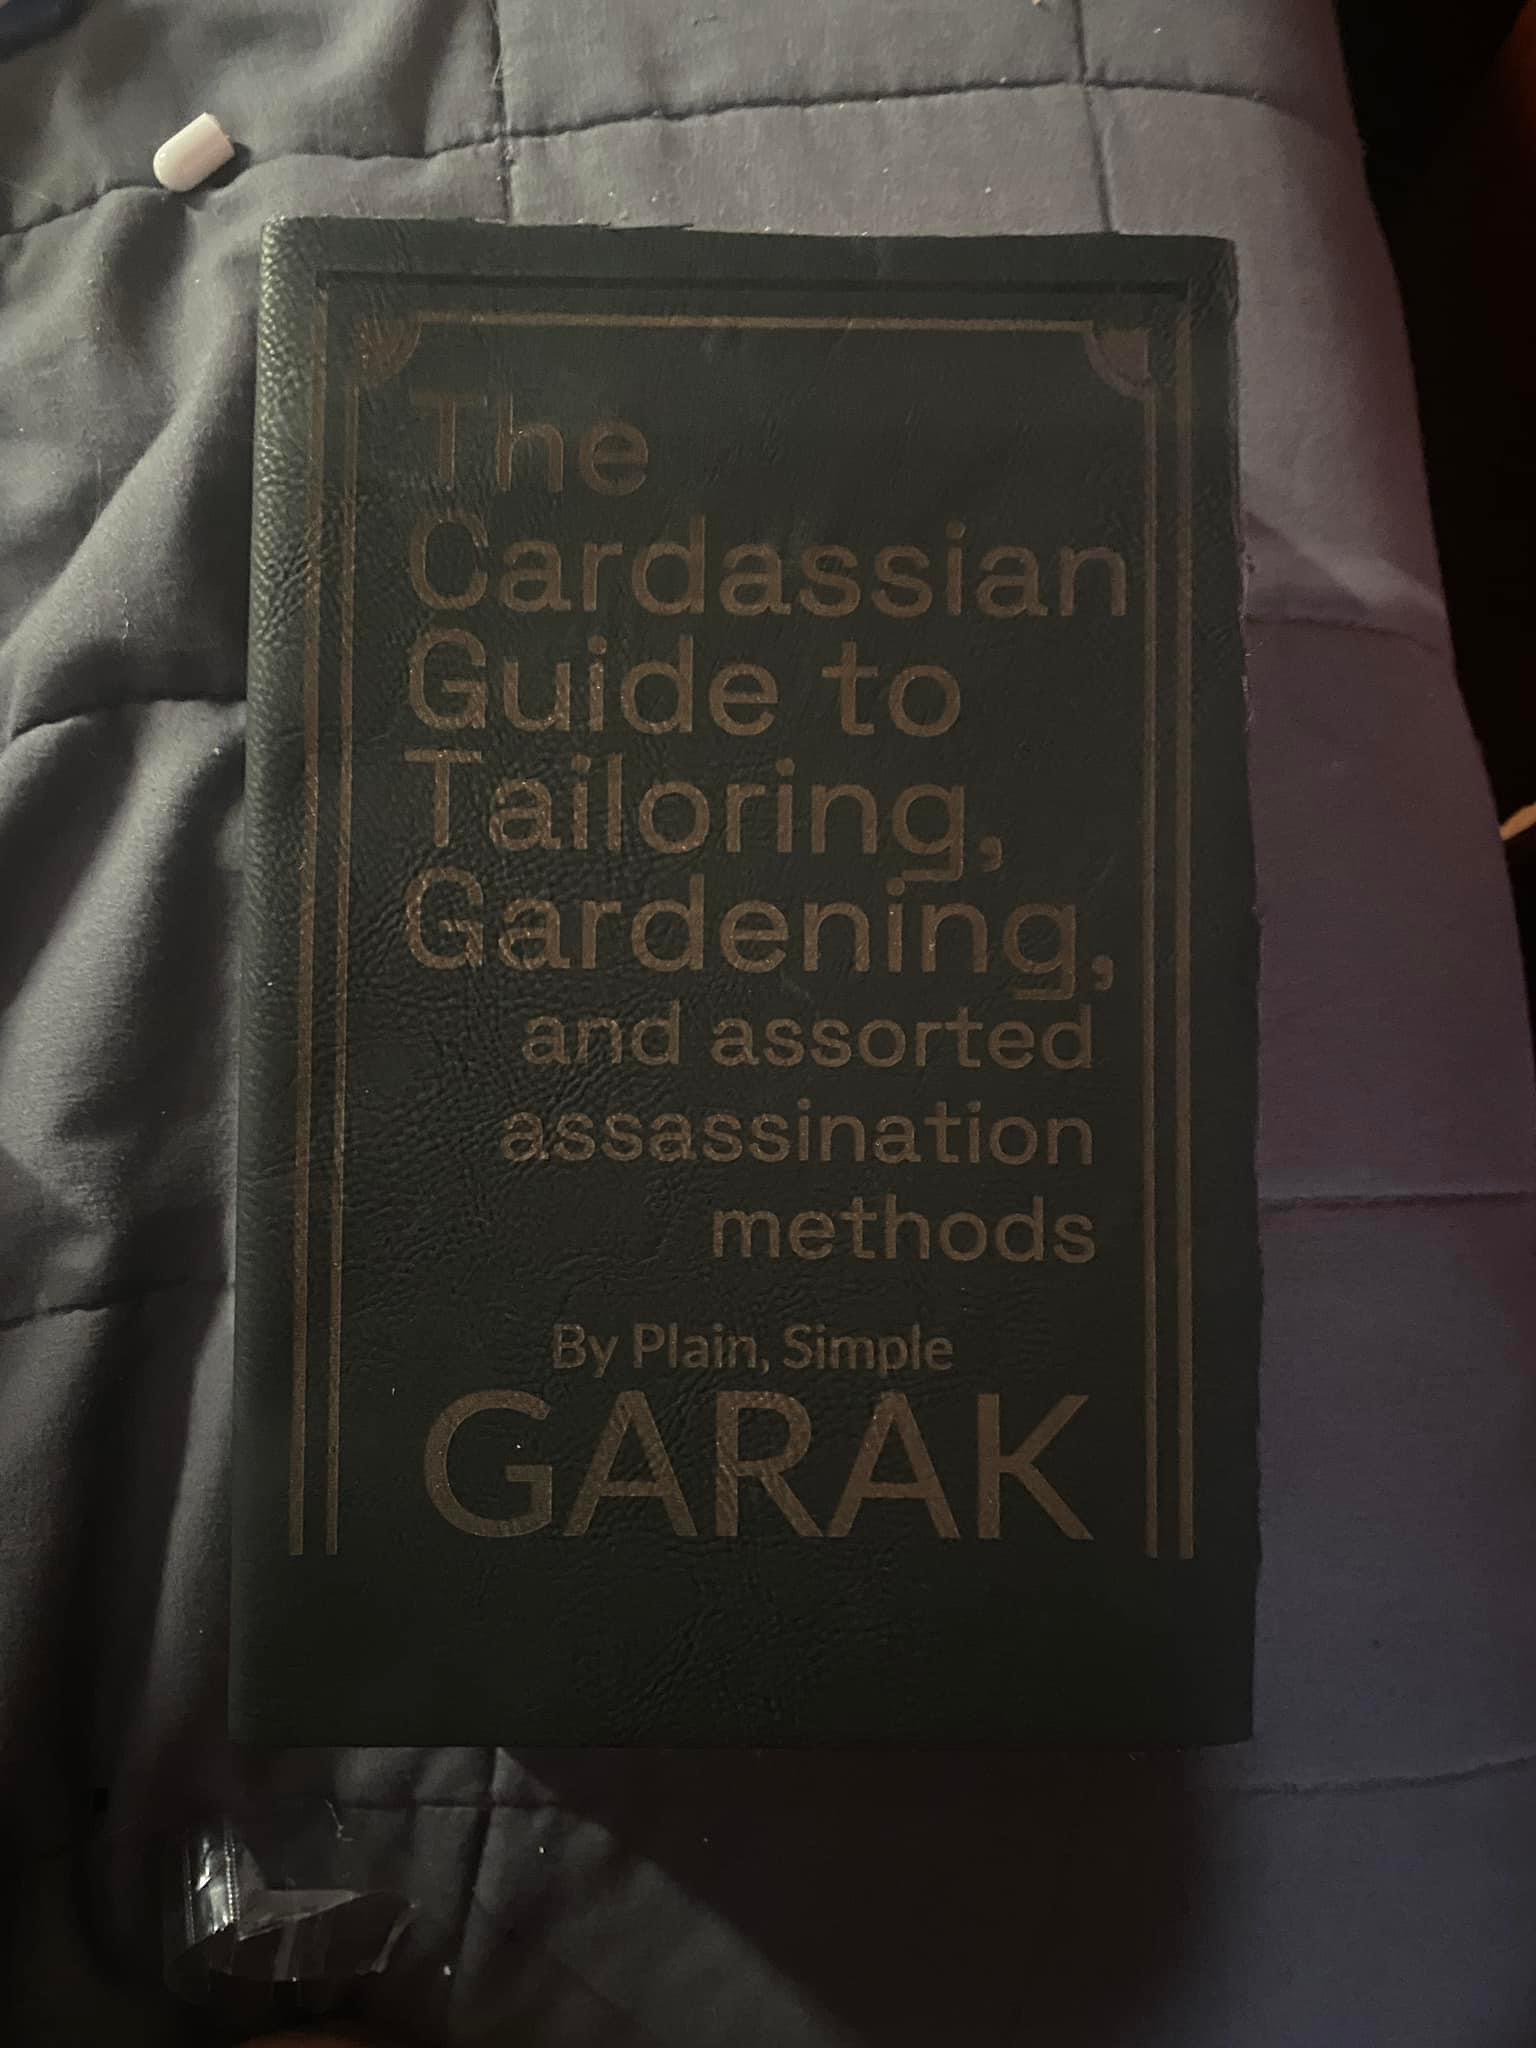 The
Cardassian
Guide to
Tailoring,
Gardening,
and assorted
assassination
methods
By Plain, Simple
GARAK